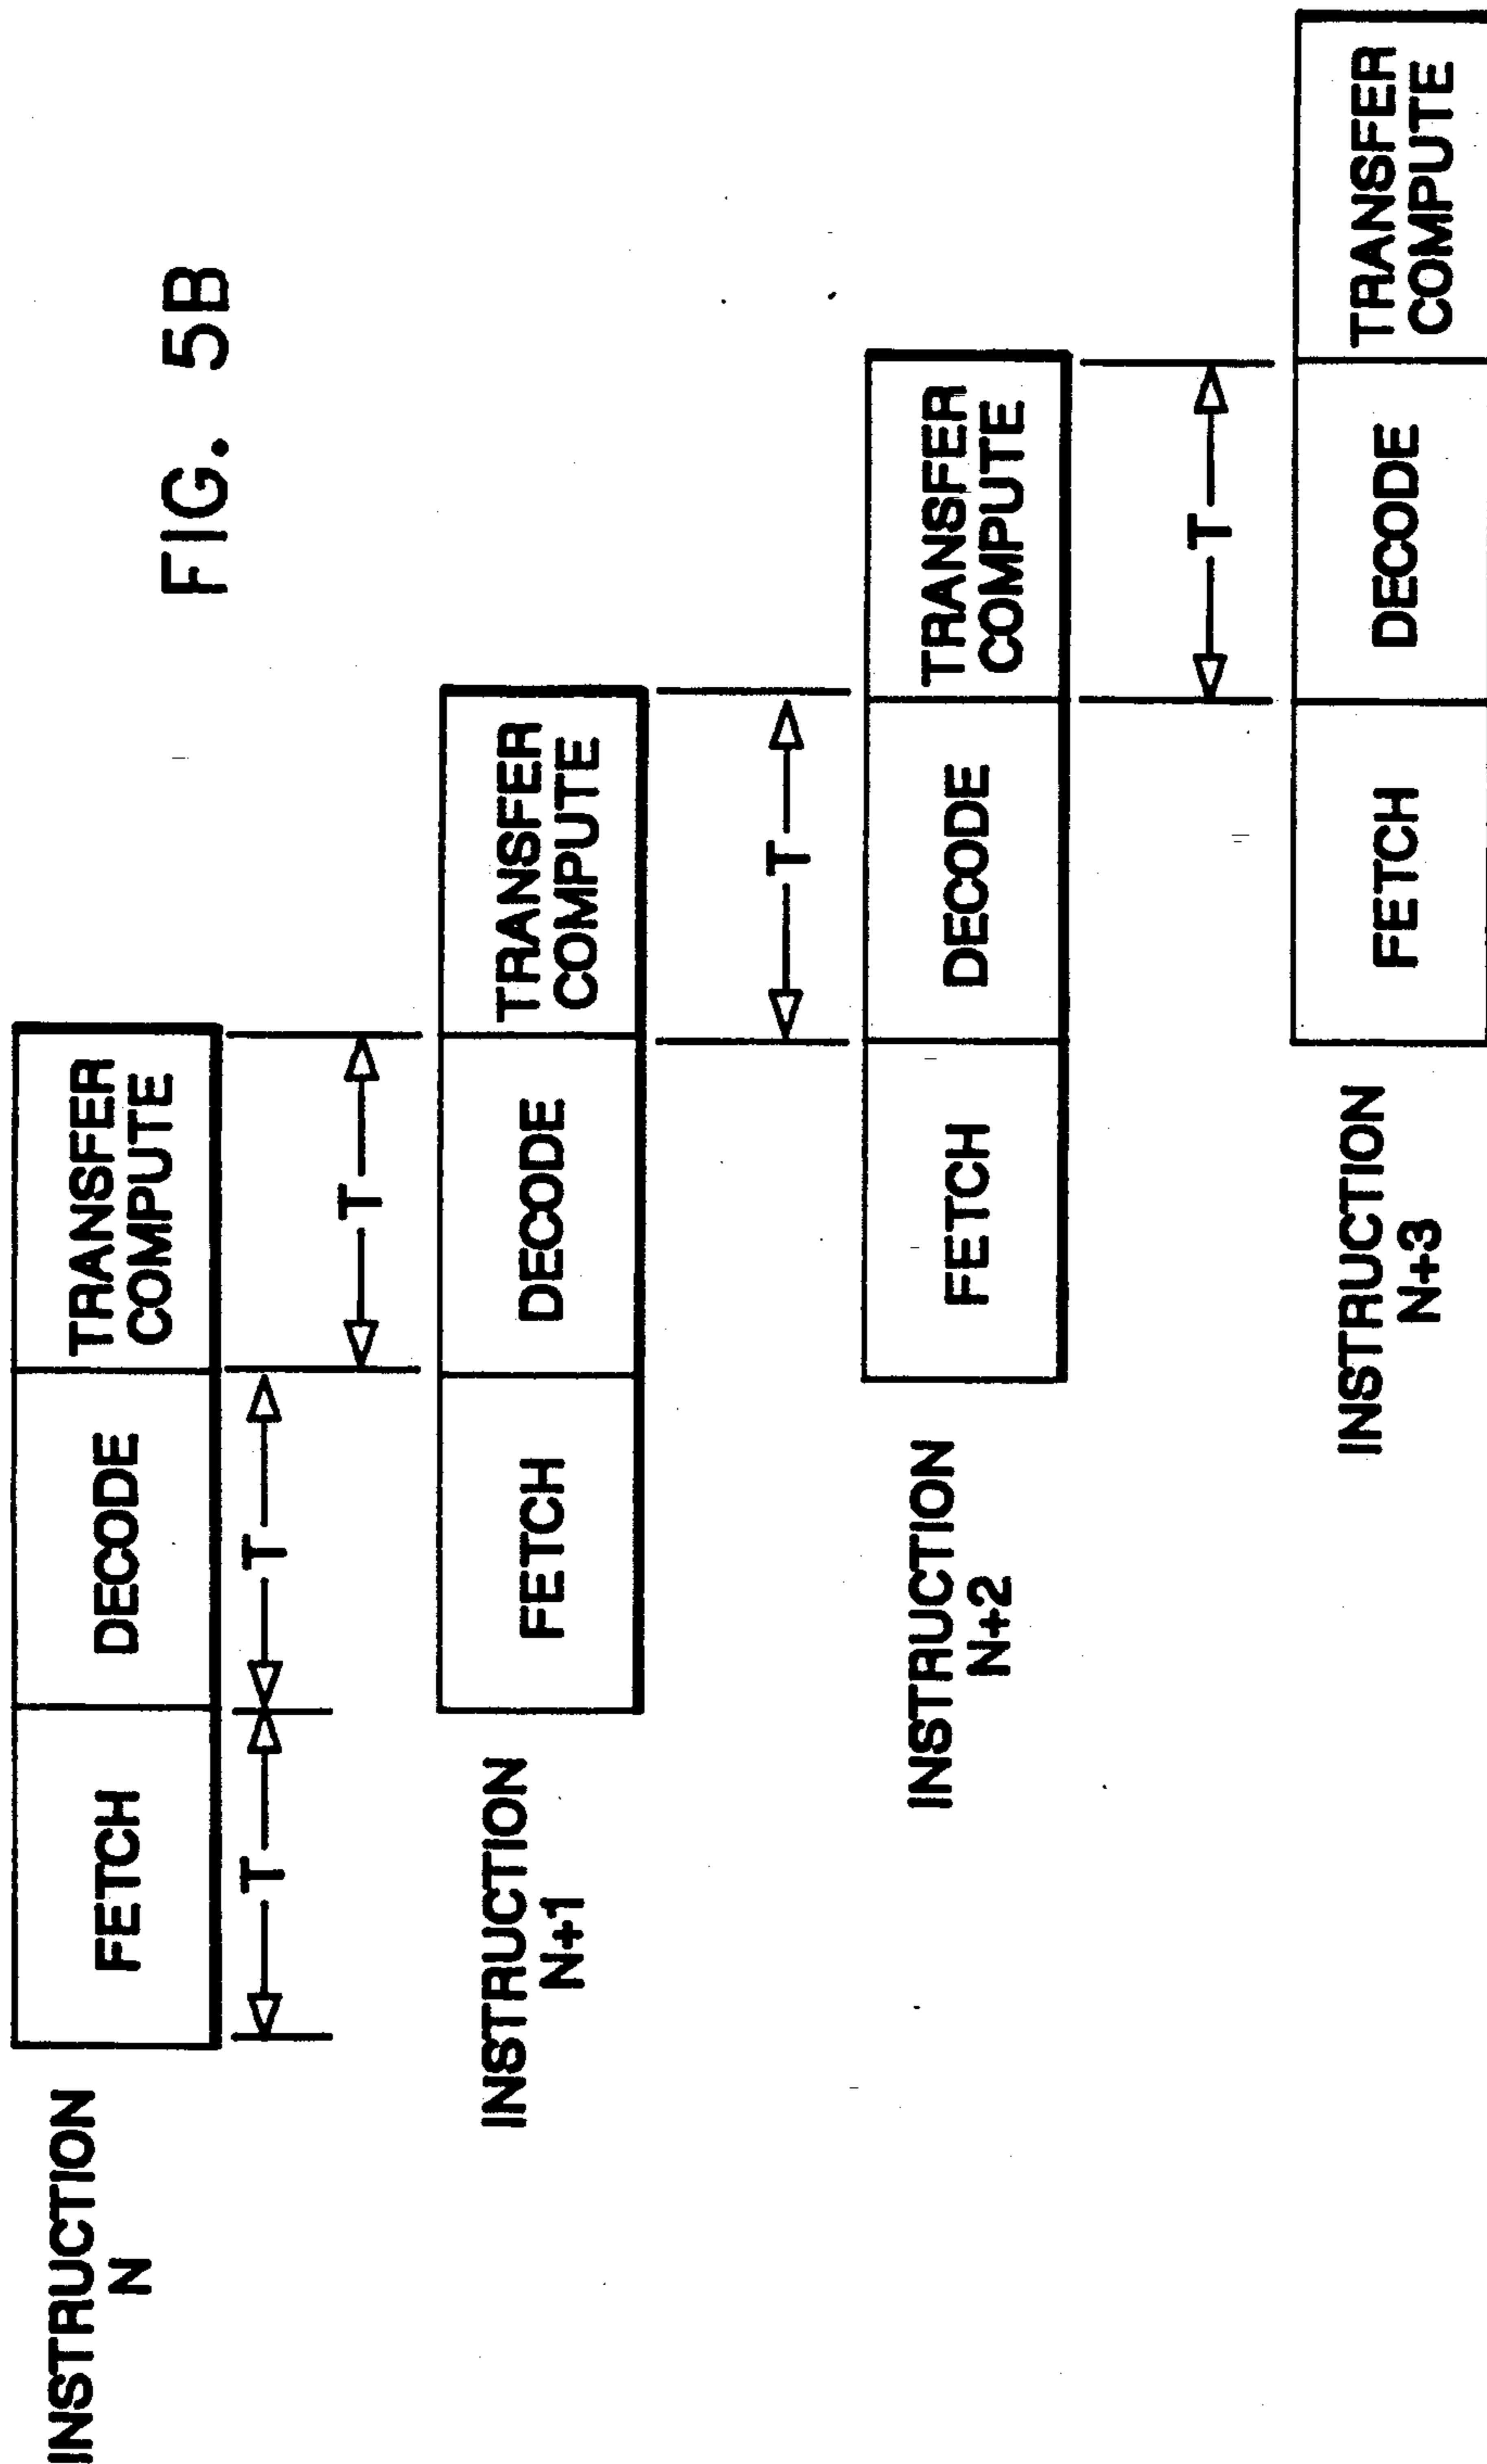 FIG. 5B
INSTRUCTION
N
FETCH
DECODE
TRANSFER
COMPUTE
T
T
T
INSTRUCTION
N+1
FETCH
DECODE
TRANSFER
COMPUTE
T
INSTRUCTION
N+2
FETCH
DECODE
TRANSFER
COMPUTE
T
INSTRUCTION
N+3
FETCH
DECODE
TRANSFER
COMPUTE